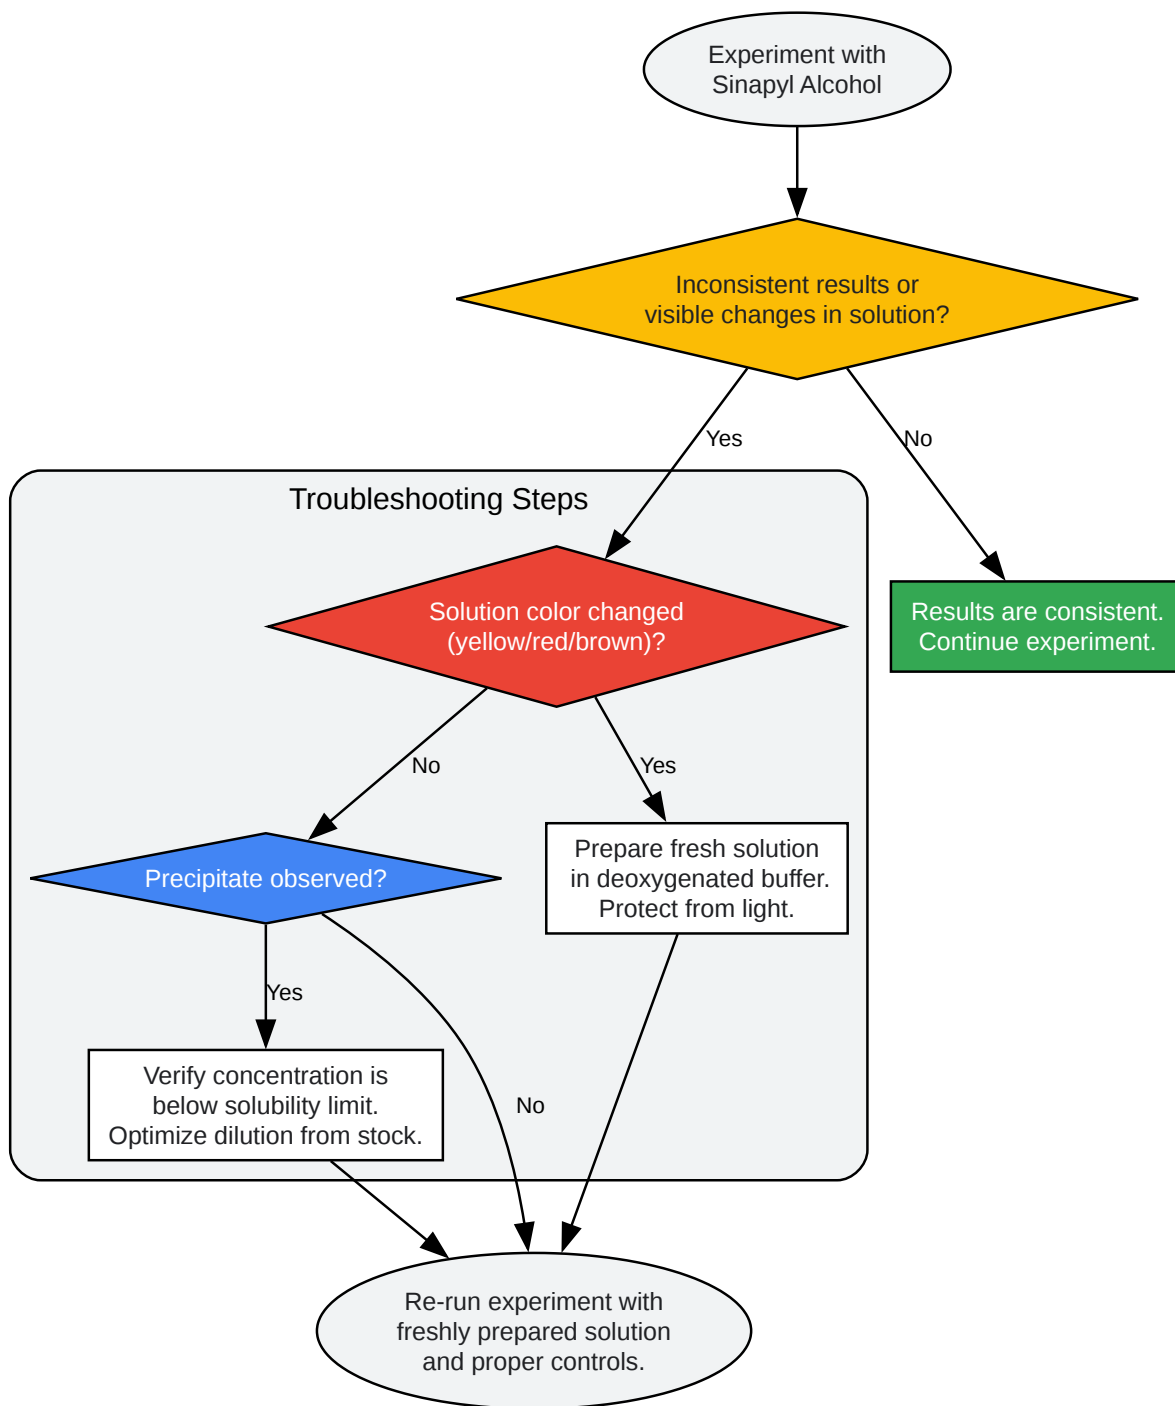 Experiment with
Sinapyl Alcohol
Inconsistent results or
visible changes in solution?
Yes
No
Troubleshooting Steps
Solution color changed
(yellow/red/brown)?
Results are consistent.
Continue experiment.
No
Yes
Precipitate observed?
Prepare fresh solution
in deoxygenated buffer.
Protect from light.
Yes
Verify concentration is
below solubility limit.
Optimize dilution from stock.
No
Re-run experiment with
freshly prepared solution
and proper controls.